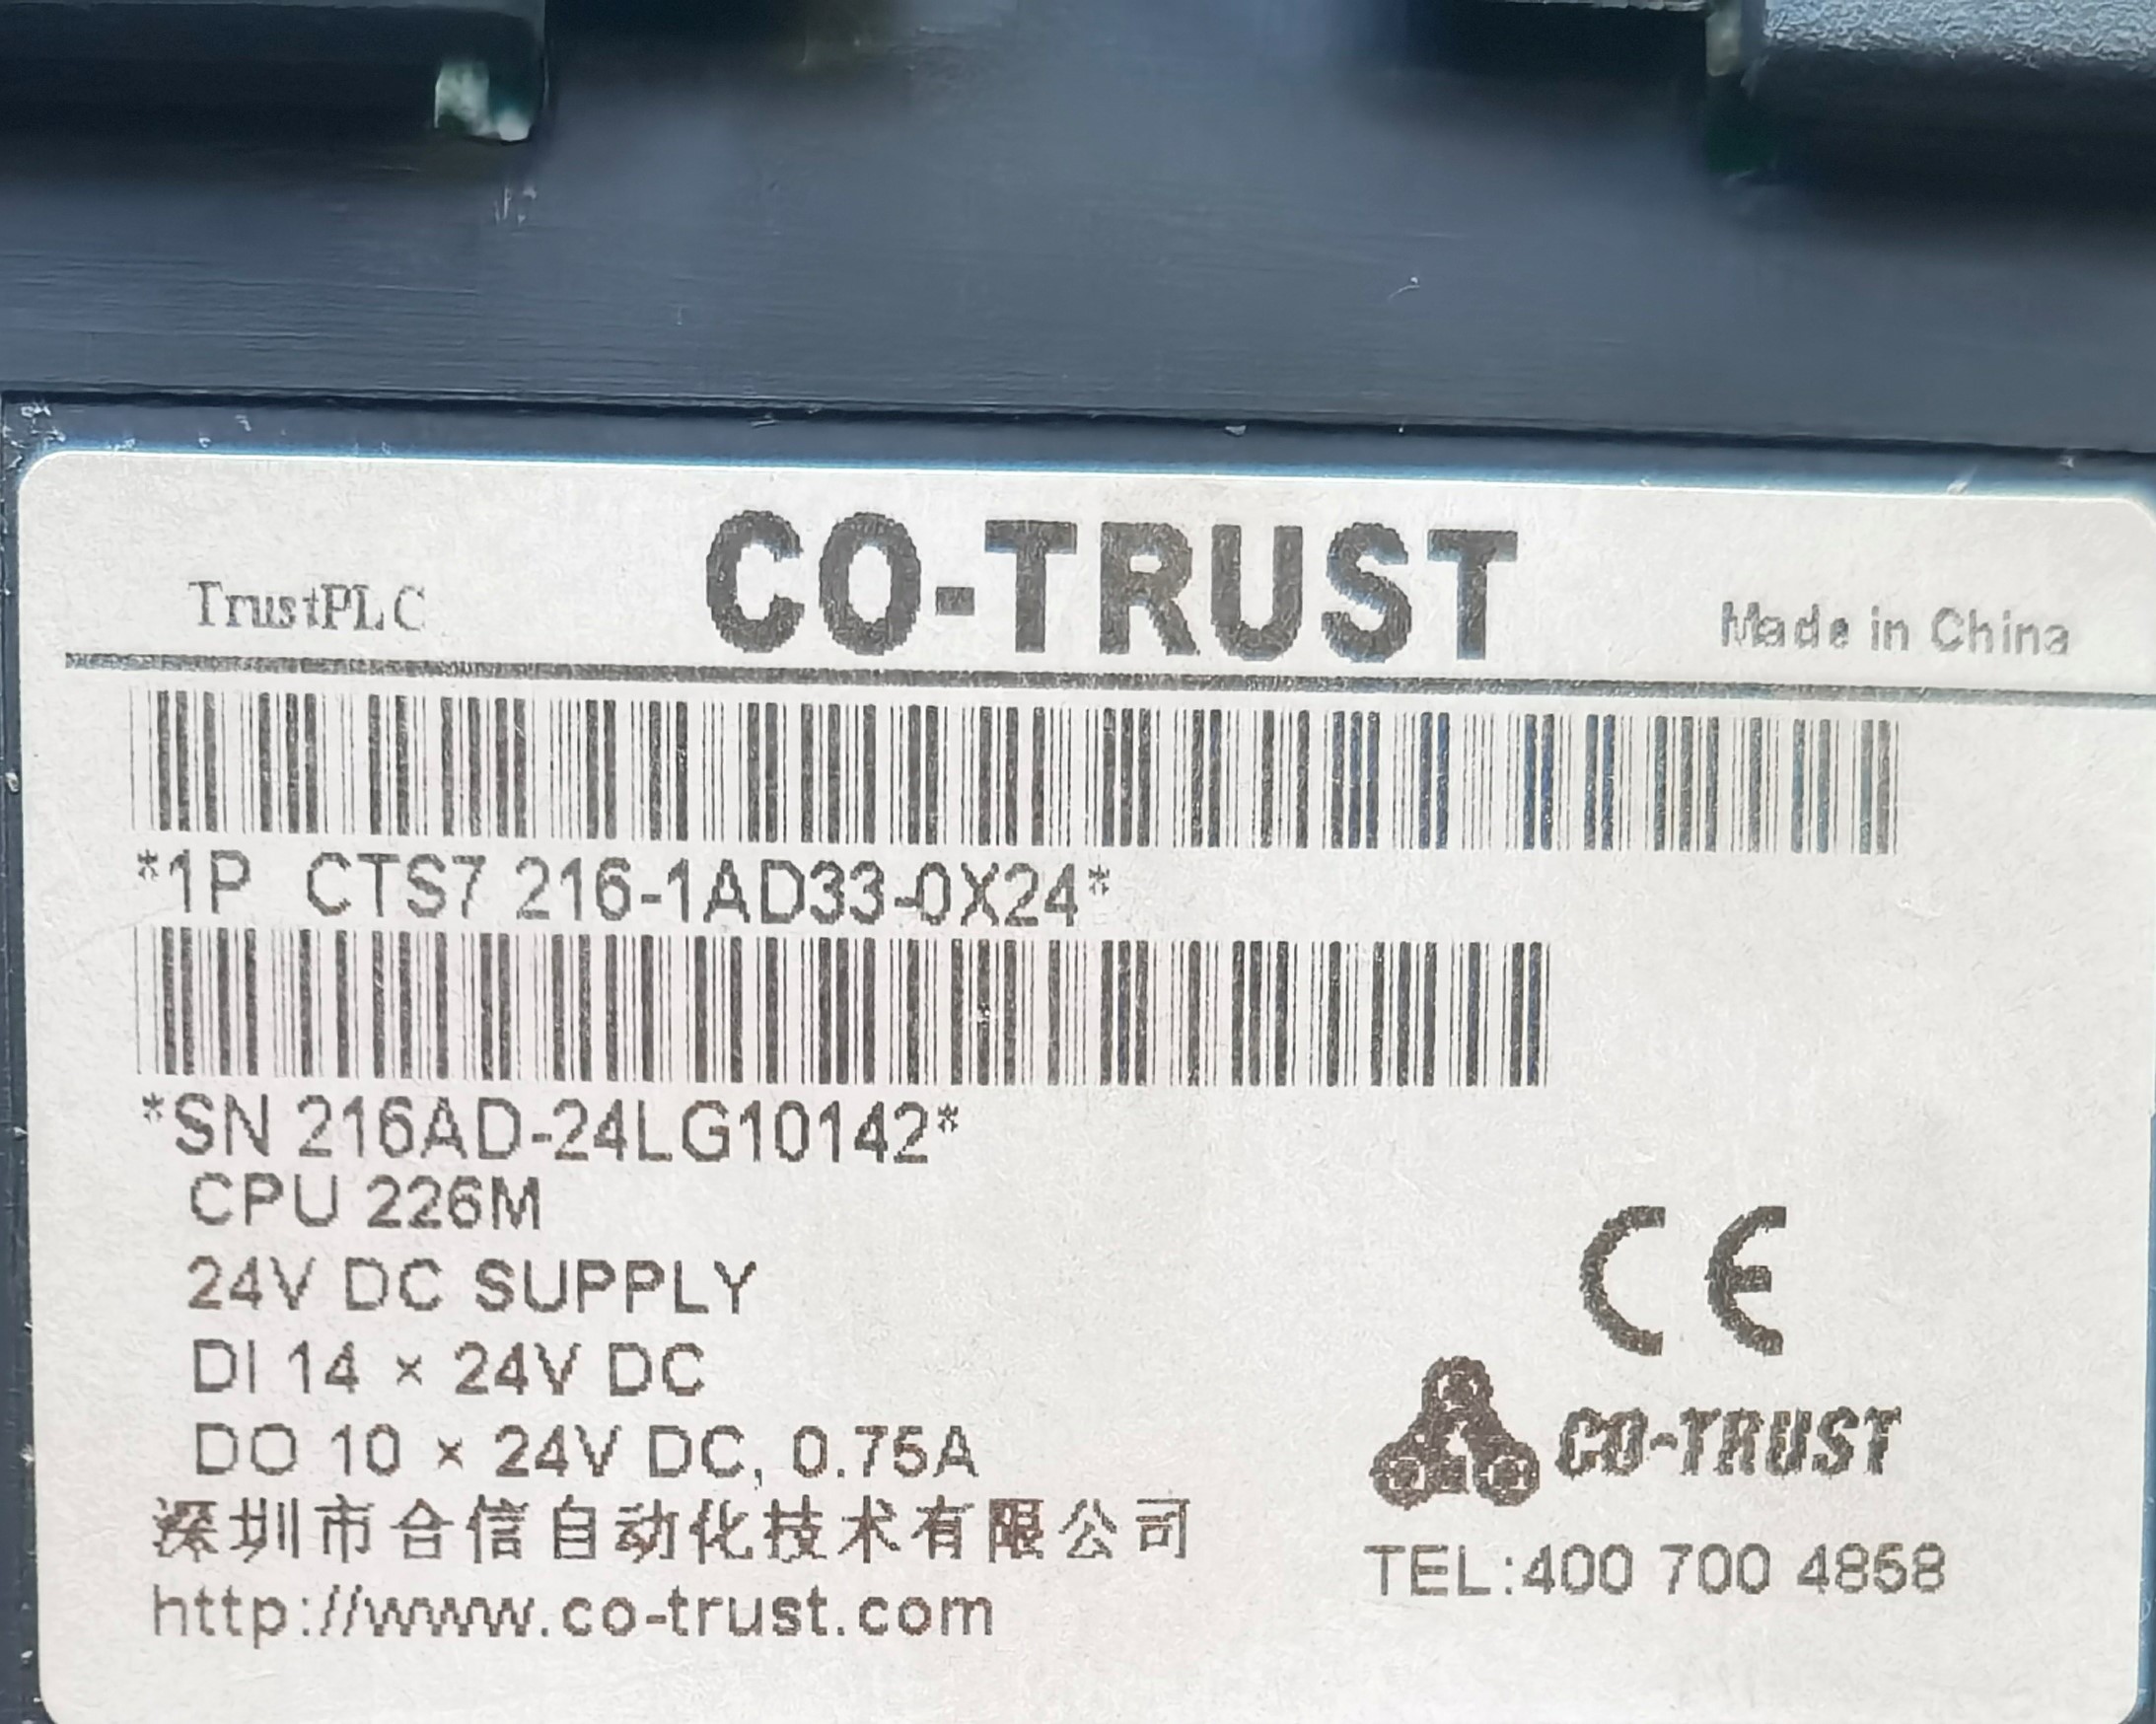 TrustPLC CO-TRUST Made in China
*1P CTS7 216-1AD33-0X24*
*SN 216AD-24LG10142*
CPU 226M
24V DC SUPPLY
DI 14 × 24V DC
DO 10 × 24V DC, 0.75A
深圳市合信自动化技术有限公司
http://www.co-trust.com
CE
CO-TRUST
TEL:400 700 4858